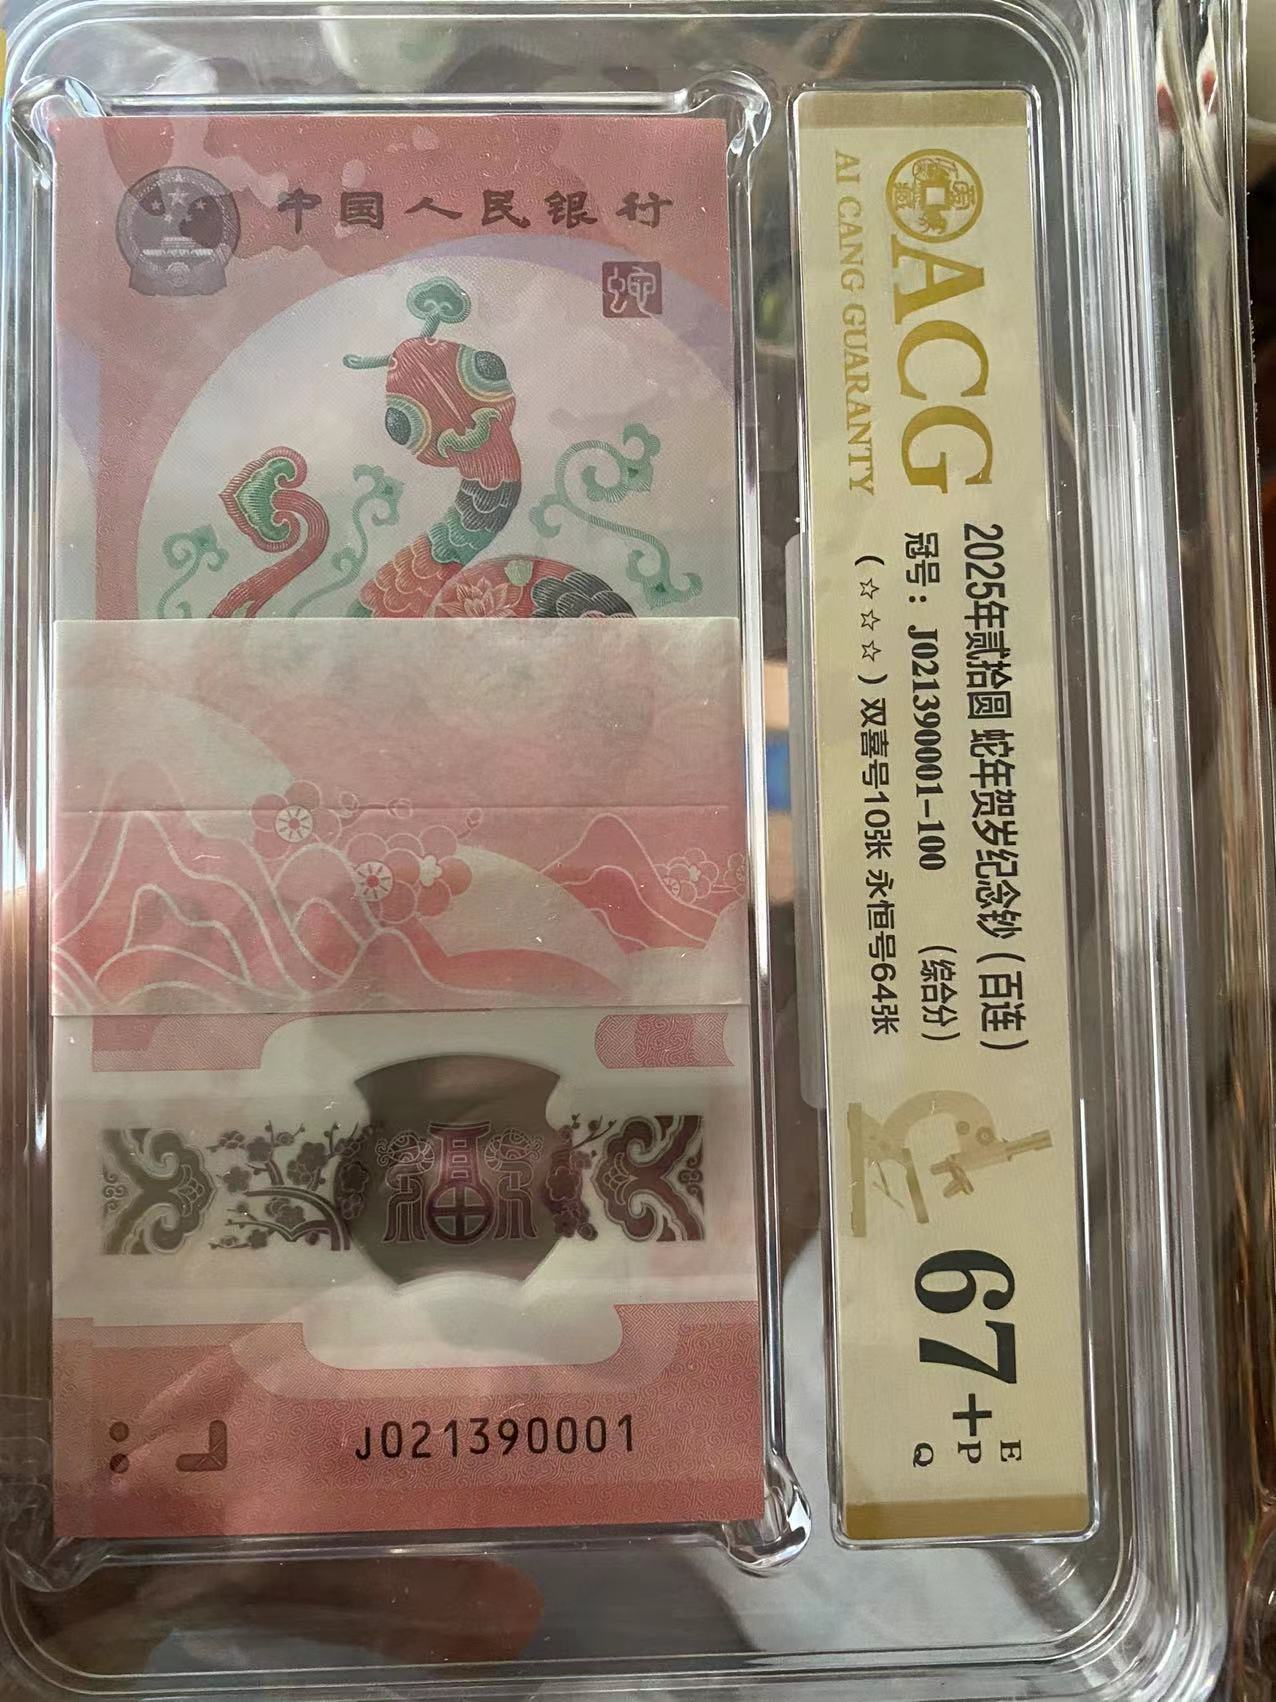 中国人民银行
蛇
J021390001
ACG
AI CANG GUARANTY
2025年贰拾圆 蛇年贺岁纪念钞(百连)
冠号:J021390001-100 (综合分)
(☆☆☆)双喜号10张 永恒号64张
67+
EPQ